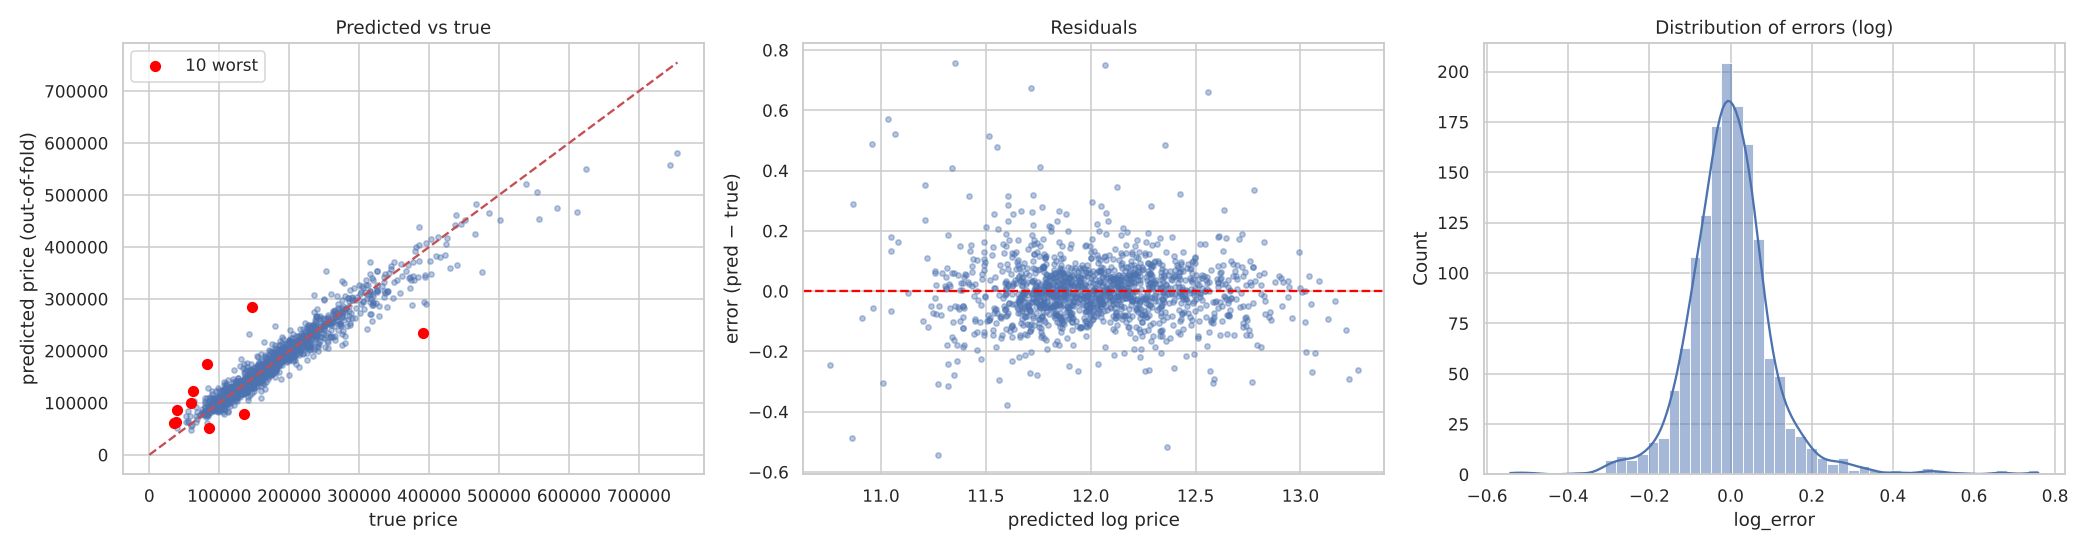 Predicted vs true
10 worst
700000
600000
500000
400000
300000
200000
100000
0
predicted price (out-of-fold)
0 100000 200000 300000 400000 500000 600000 700000
true price
Residuals
0.8
0.6
0.4
0.2
0.0
−0.2
−0.4
−0.6
error (pred − true)
11.0 11.5 12.0 12.5 13.0
predicted log price
Distribution of errors (log)
200
175
150
125
100
75
50
25
0
Count
−0.6 −0.4 −0.2 0.0 0.2 0.4 0.6 0.8
log_error